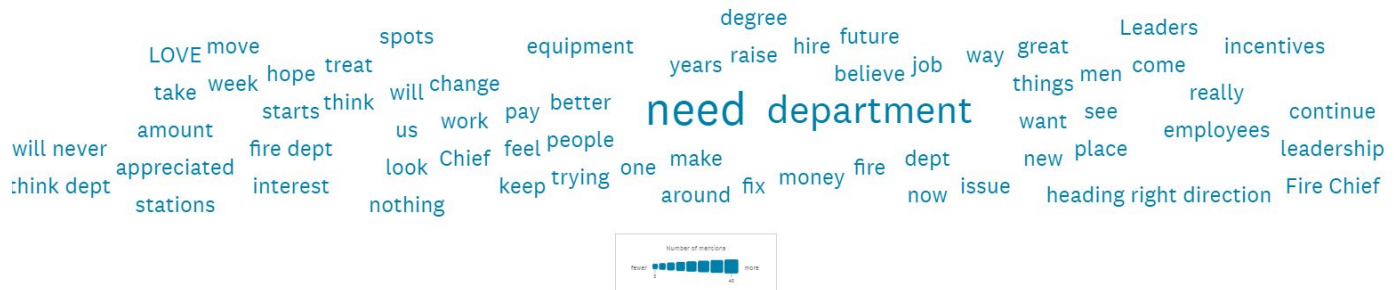 degree
LOVE move spots equipment years raise hire future way great Leaders incentives
take week hope treat will change believe job things men come
starts think pay better need department want see really continue
will never amount fire dept us work feel people employees
think dept appreciated interest look Chief keep trying one make fix money fire dept new place leadership
stations nothing around now issue heading right direction Fire Chief
Number of mentions
fewer more